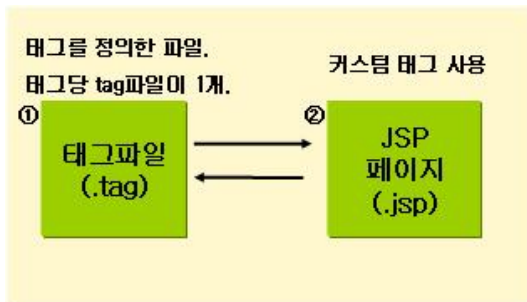 태그를 정의한 파일.
태그당 tag파일이 1개.
커스텀 태그 사용
①
태그파일
(.tag)
②
JSP
페이지
(.jsp)